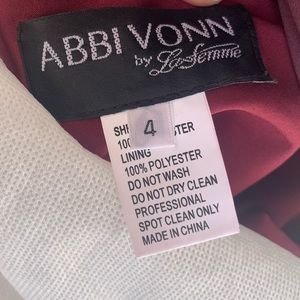 ABBI VONN
by La Femme
4
100
LINING
100% POLYESTER
DO NOT WASH
DO NOT DRY CLEAN
PROFESSIONAL
SPOT CLEAN ONLY
MADE IN CHINA